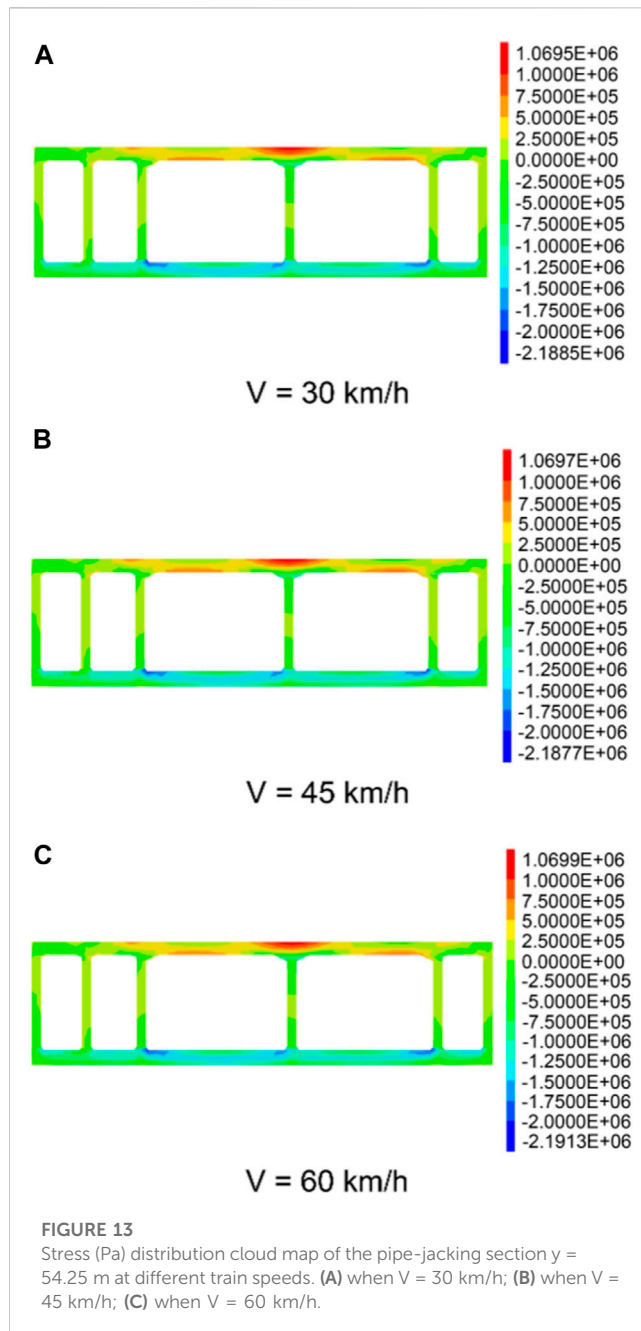 A
1.0695E+06
1.0000E+06
7.5000E+05
5.0000E+05
2.5000E+05
0.0000E+00
-2.5000E+05
-5.0000E+05
-7.5000E+05
-1.0000E+06
-1.2500E+06
-1.5000E+06
-1.7500E+06
-2.0000E+06
-2.1885E+06
V = 30 km/h
B
1.0697E+06
1.0000E+06
7.5000E+05
5.0000E+05
2.5000E+05
0.0000E+00
-2.5000E+05
-5.0000E+05
-7.5000E+05
-1.0000E+06
-1.2500E+06
-1.5000E+06
-1.7500E+06
-2.0000E+06
-2.1877E+06
V = 45 km/h
C
1.0699E+06
1.0000E+06
7.5000E+05
5.0000E+05
2.5000E+05
0.0000E+00
-2.5000E+05
-5.0000E+05
-7.5000E+05
-1.0000E+06
-1.2500E+06
-1.5000E+06
-1.7500E+06
-2.0000E+06
-2.1913E+06
V = 60 km/h
FIGURE 13
Stress (Pa) distribution cloud map of the pipe-jacking section y =
54.25 m at different train speeds. (A) when V = 30 km/h; (B) when V =
45 km/h; (C) when V = 60 km/h.